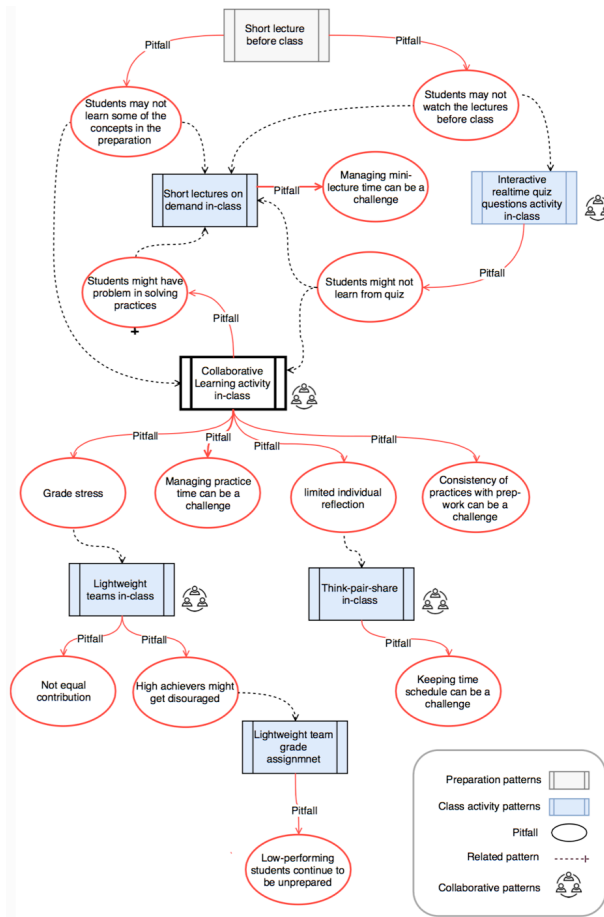 Short lecture
before class
Pitfall
Pitfall
Students may not
learn some of the
concepts in the
preparation
Students may not
watch the lectures
before class
Short lectures on
demand in-class
Pitfall
Managing mini-
lecture time can be a
challenge
Interactive
realtime quiz
questions activity
in-class
Students might have
problem in solving
practices
Pitfall
Students might not
learn from quiz
Pitfall
Collaborative
Learning activity
in-class
Pitfall
Pitfall
Pitfall
Pitfall
Grade stress
Managing practice
time can be a
challenge
limited individual
reflection
Consistency of
practices with prep-
work can be a
challenge
Lightweight
teams in-class
Think-pair-share
in-class
Pitfall
Pitfall
Pitfall
Not equal
contribution
High achievers might
get disouraged
Keeping time
schedule can be a
challenge
Lightweight team
grade
assignmnet
Pitfall
Low-performing
students continue to
be unprepared
Preparation patterns
Class activity patterns
Pitfall
Related pattern
Collaborative patterns